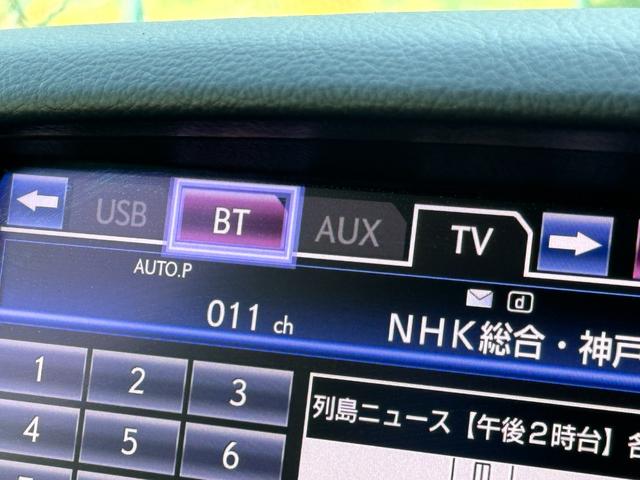 USB BT AUX TV
AUTO.P
011 ch
d
NHK総合・神戸
1 2 3
列島ニュース【午後2時台】各
4 5 6